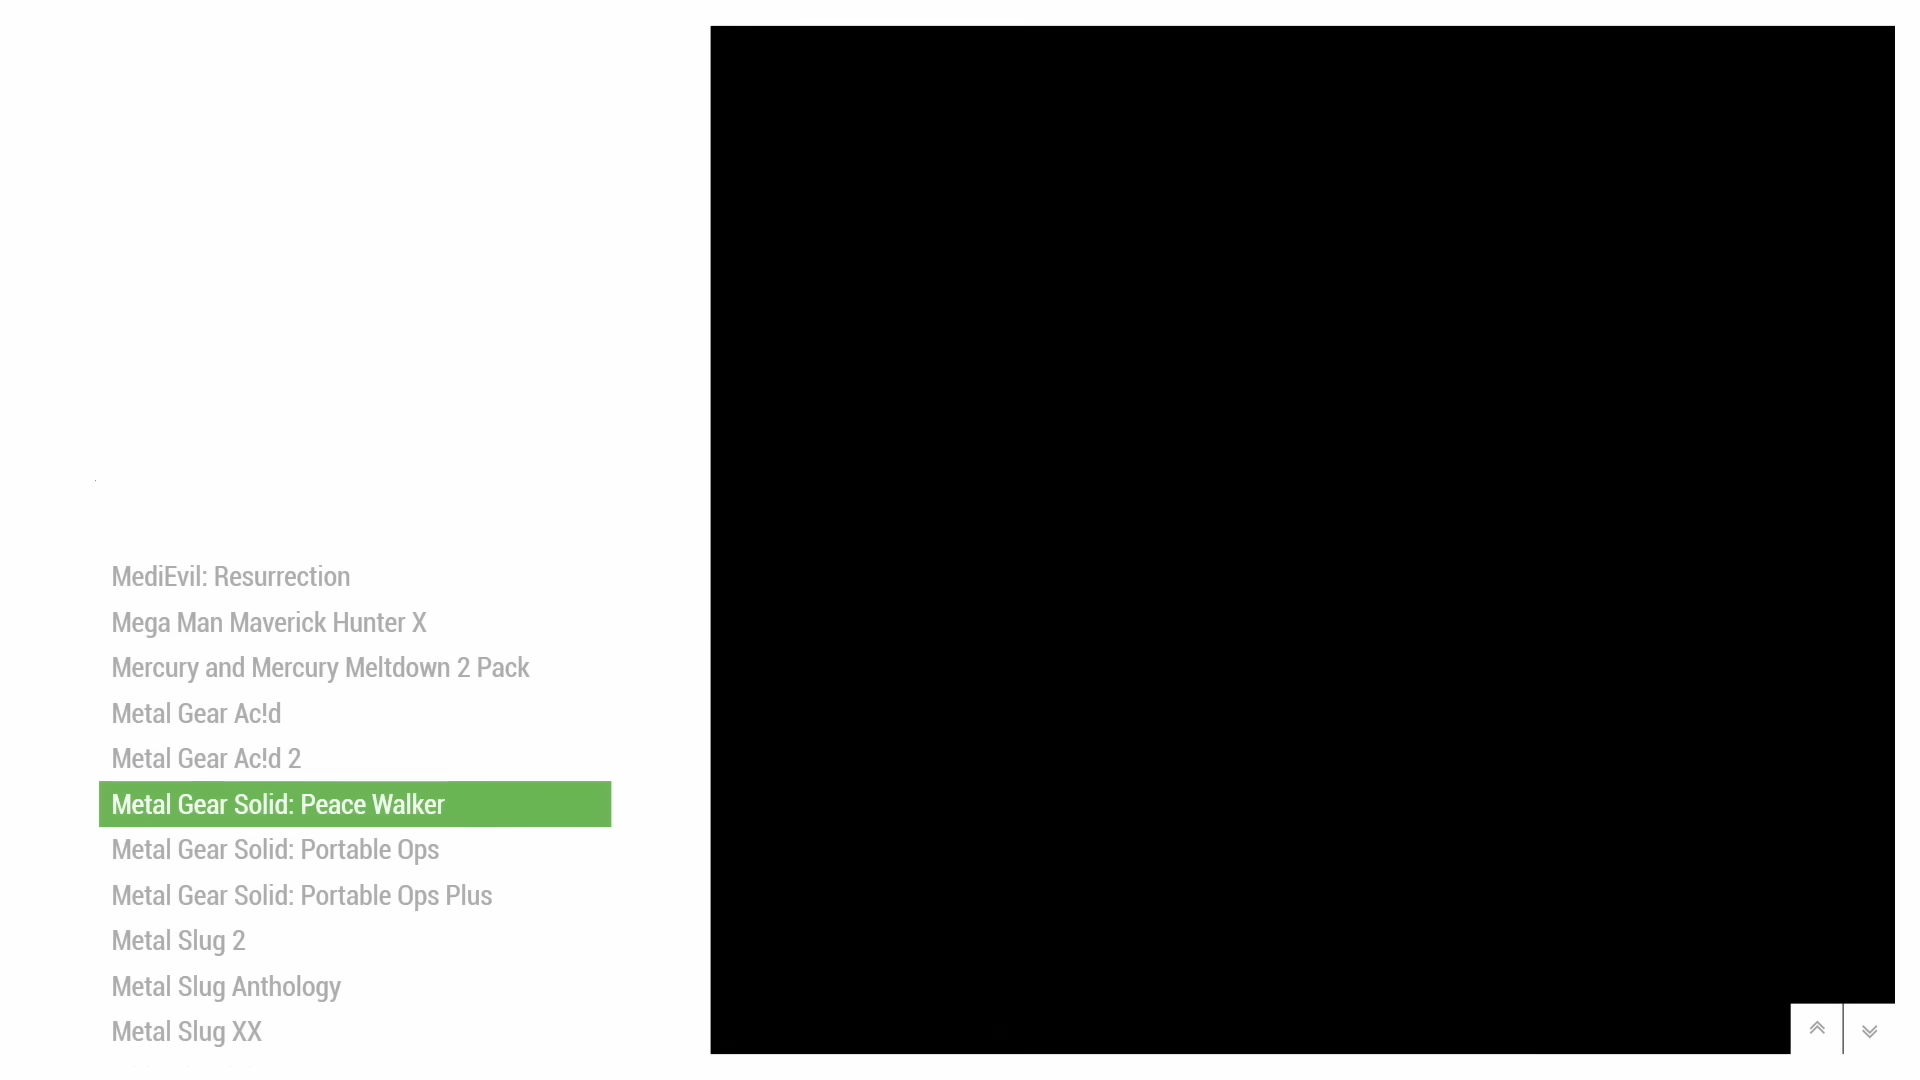 MediEvil: Resurrection
Mega Man Maverick Hunter X
Mercury and Mercury Meltdown 2 Pack
Metal Gear Ac!d
Metal Gear Ac!d 2
Metal Gear Solid: Peace Walker
Metal Gear Solid: Portable Ops
Metal Gear Solid: Portable Ops Plus
Metal Slug 2
Metal Slug Anthology
Metal Slug XX